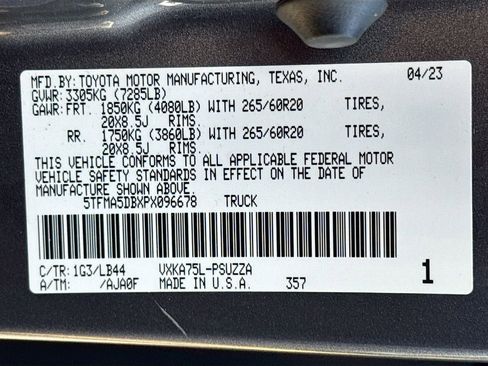 MFD.BY: TOYOTA MOTOR MANUFACTURING, TEXAS, INC. 04/23
GVWR: 3305KG (7285LB)
GAWR: FRT. 1850KG (4080LB) WITH 265/60R20 TIRES,
20X8.5J RIMS.
RR. 1750KG (3860LB) WITH 265/60R20 TIRES,
20X8.5J RIMS.
THIS VEHICLE CONFORMS TO ALL APPLICABLE FEDERAL MOTOR
VEHICLE SAFETY STANDARDS IN EFFECT ON THE DATE OF
MANUFACTURE SHOWN ABOVE.
5TFMA5DBXPX096678 TRUCK
C/TR: 1G3/LB44 VXKA75L-PSUZZA 1
A/TM: /AJA0F MADE IN U.S.A. 357